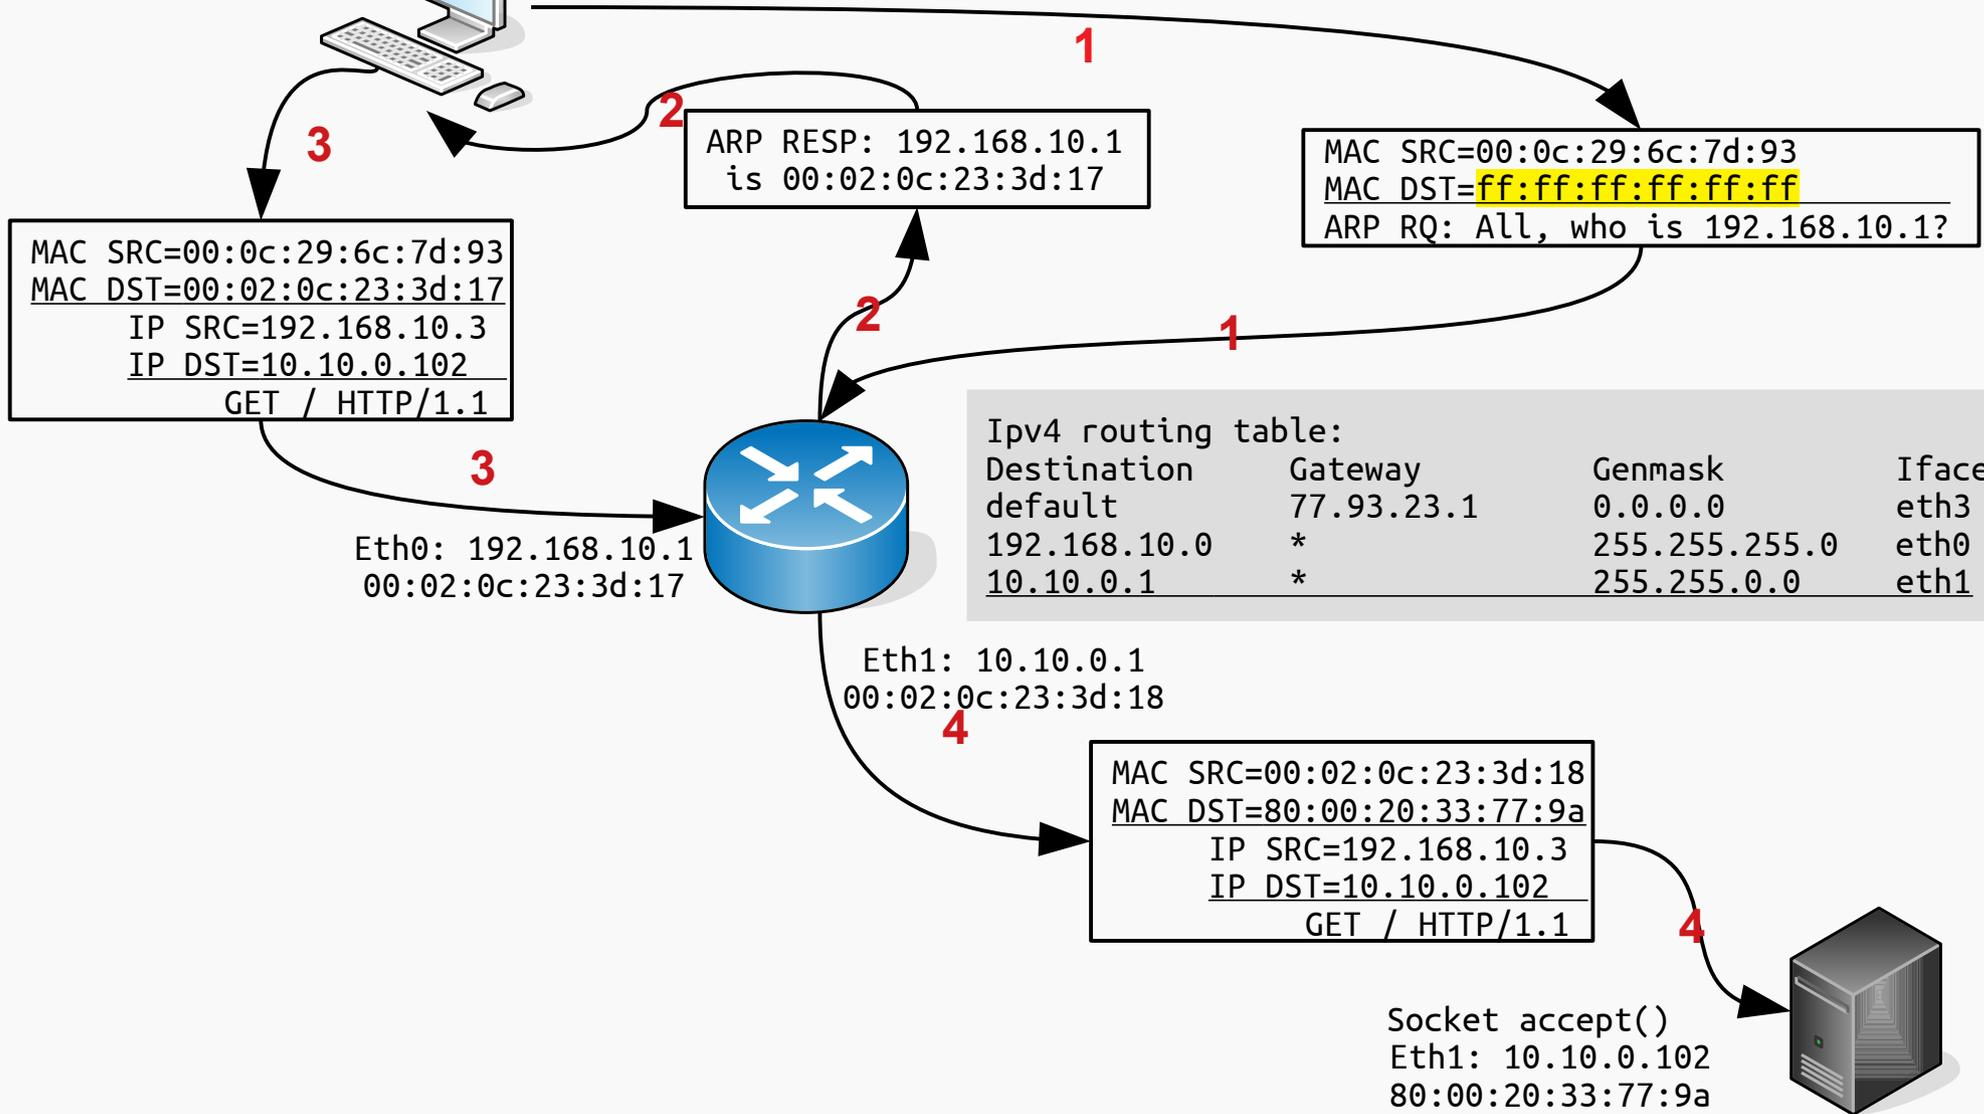 1
2
3
ARP RESP: 192.168.10.1
is 00:02:0c:23:3d:17
MAC SRC=00:0c:29:6c:7d:93
MAC DST=ff:ff:ff:ff:ff:ff
ARP RQ: All, who is 192.168.10.1?
MAC SRC=00:0c:29:6c:7d:93
MAC DST=00:02:0c:23:3d:17
IP SRC=192.168.10.3
IP DST=10.10.0.102
GET / HTTP/1.1
2
1
3
Ipv4 routing table:
Destination Gateway Genmask Iface
default 77.93.23.1 0.0.0.0 eth3
192.168.10.0 * 255.255.255.0 eth0
10.10.0.1 * 255.255.0.0 eth1
Eth0: 192.168.10.1
00:02:0c:23:3d:17
Eth1: 10.10.0.1
00:02:0c:23:3d:18
4
MAC SRC=00:02:0c:23:3d:18
MAC DST=80:00:20:33:77:9a
IP SRC=192.168.10.3
IP DST=10.10.0.102
GET / HTTP/1.1
4
Socket accept()
Eth1: 10.10.0.102
80:00:20:33:77:9a